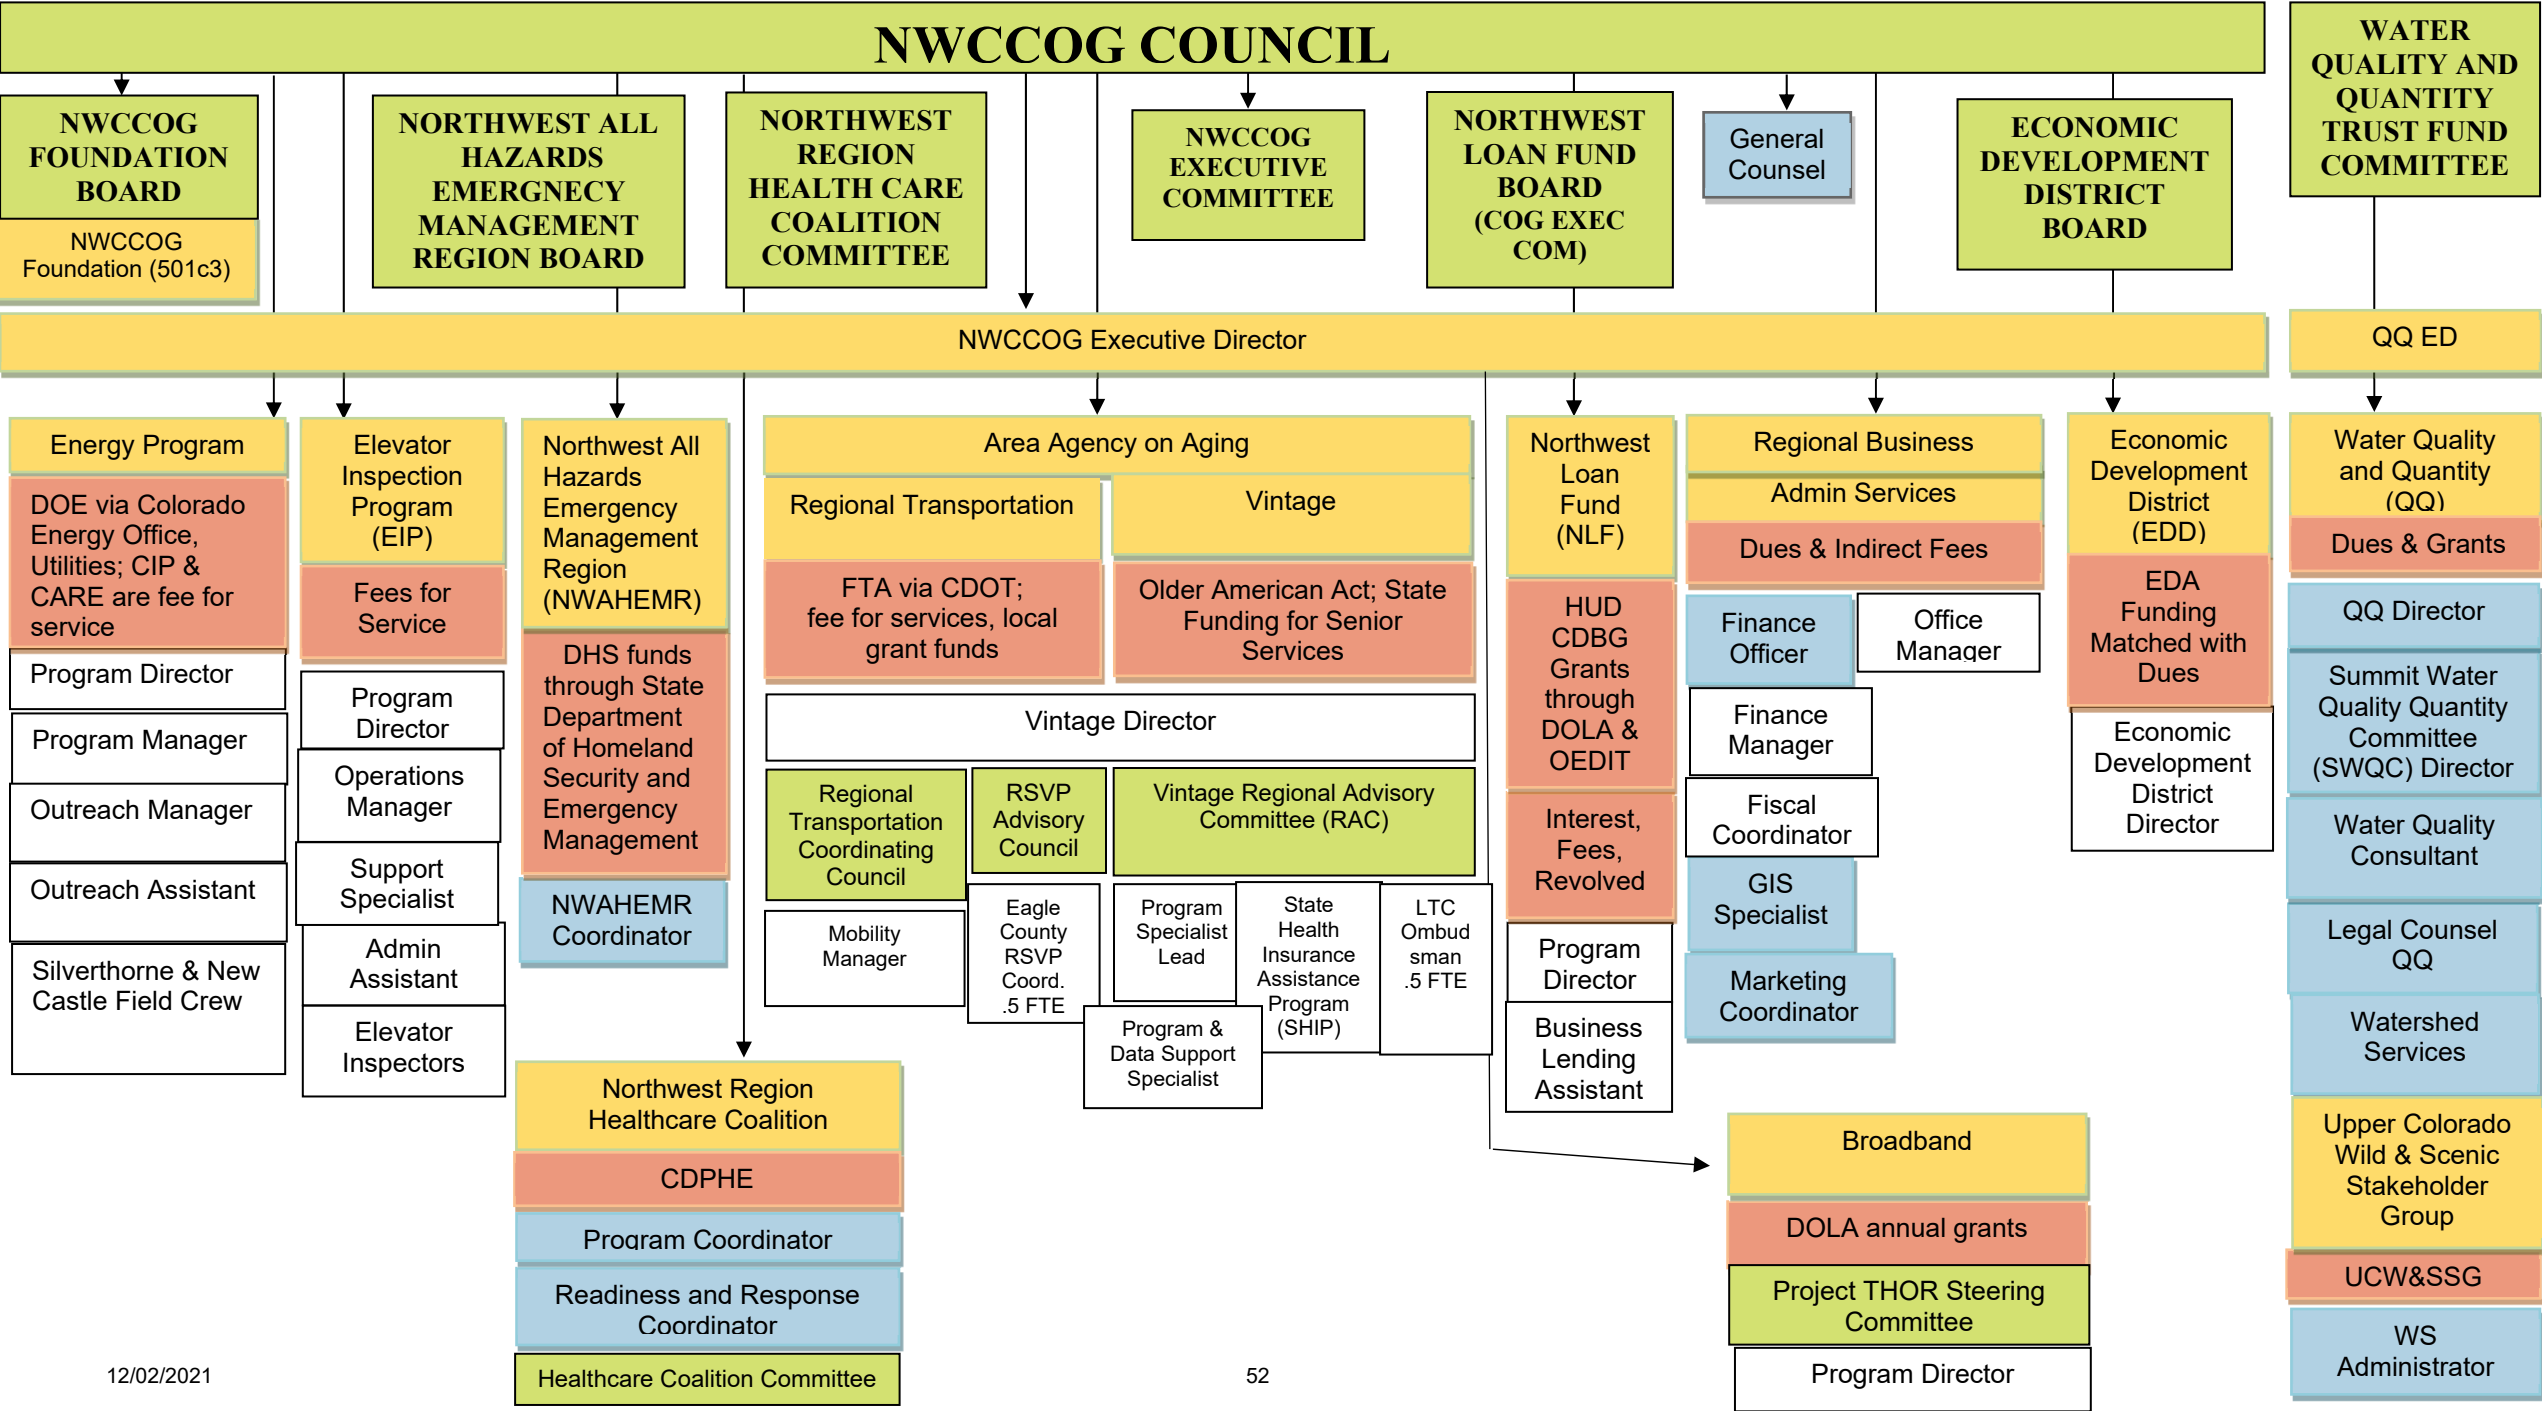 NWCCOG COUNCIL
WATER
QUALITY AND
QUANTITY
TRUST FUND
COMMITTEE
NWCCOG
FOUNDATION
BOARD
NWCCOG
Foundation (501c3)
NORTHWEST ALL
HAZARDS
EMERGNECY
MANAGEMENT
REGION BOARD
NORTHWEST
REGION
HEALTH CARE
COALITION
COMMITTEE
NWCCOG
EXECUTIVE
COMMITTEE
NORTHWEST
LOAN FUND
BOARD
(COG EXEC
COM)
General
Counsel
ECONOMIC
DEVELOPMENT
DISTRICT
BOARD
NWCCOG Executive Director
QQ ED
Energy Program
DOE via Colorado
Energy Office,
Utilities; CIP &
CARE are fee for
service
Program Director
Program Manager
Outreach Manager
Outreach Assistant
Silverthorne & New
Castle Field Crew
Elevator
Inspection
Program
(EIP)
Fees for
Service
Program
Director
Operations
Manager
Support
Specialist
Admin
Assistant
Elevator
Inspectors
Northwest All
Hazards
Emergency
Management
Region
(NWAHEMR)
DHS funds
through State
Department
of Homeland
Security and
Emergency
Management
NWAHEMR
Coordinator
Northwest Region
Healthcare Coalition
CDPHE
Program Coordinator
Readiness and Response
Coordinator
Healthcare Coalition Committee
Area Agency on Aging
Regional Transportation
Vintage
FTA via CDOT;
fee for services, local
grant funds
Older American Act; State
Funding for Senior
Services
Vintage Director
Regional
Transportation
Coordinating
Council
RSVP
Advisory
Council
Vintage Regional Advisory
Committee (RAC)
Mobility
Manager
Eagle
County
RSVP
Coord.
.5 FTE
Program
Specialist
Lead
State
Health
Insurance
Assistance
Program
(SHIP)
LTC
Ombud
sman
.5 FTE
Program &
Data Support
Specialist
Northwest
Loan
Fund
(NLF)
HUD
CDBG
Grants
through
DOLA &
OEDIT
Interest,
Fees,
Revolved
Program
Director
Business
Lending
Assistant
Regional Business
Admin Services
Dues & Indirect Fees
Finance
Officer
Office
Manager
Finance
Manager
Fiscal
Coordinator
GIS
Specialist
Marketing
Coordinator
Broadband
DOLA annual grants
Project THOR Steering
Committee
Program Director
Economic
Development
District
(EDD)
EDA
Funding
Matched with
Dues
Economic
Development
District
Director
Water Quality
and Quantity
(QQ)
Dues & Grants
QQ Director
Summit Water
Quality Quantity
Committee
(SWQC) Director
Water Quality
Consultant
Legal Counsel
QQ
Watershed
Services
Upper Colorado
Wild & Scenic
Stakeholder
Group
UCW&SSG
WS
Administrator
12/02/2021
52